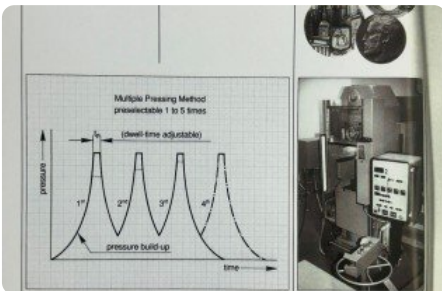 Multiple Pressing Method
preselectable 1 to 5 times
(dwell-time adjustable)
pressure
1st 2nd 3rd 4th
pressure build-up
time